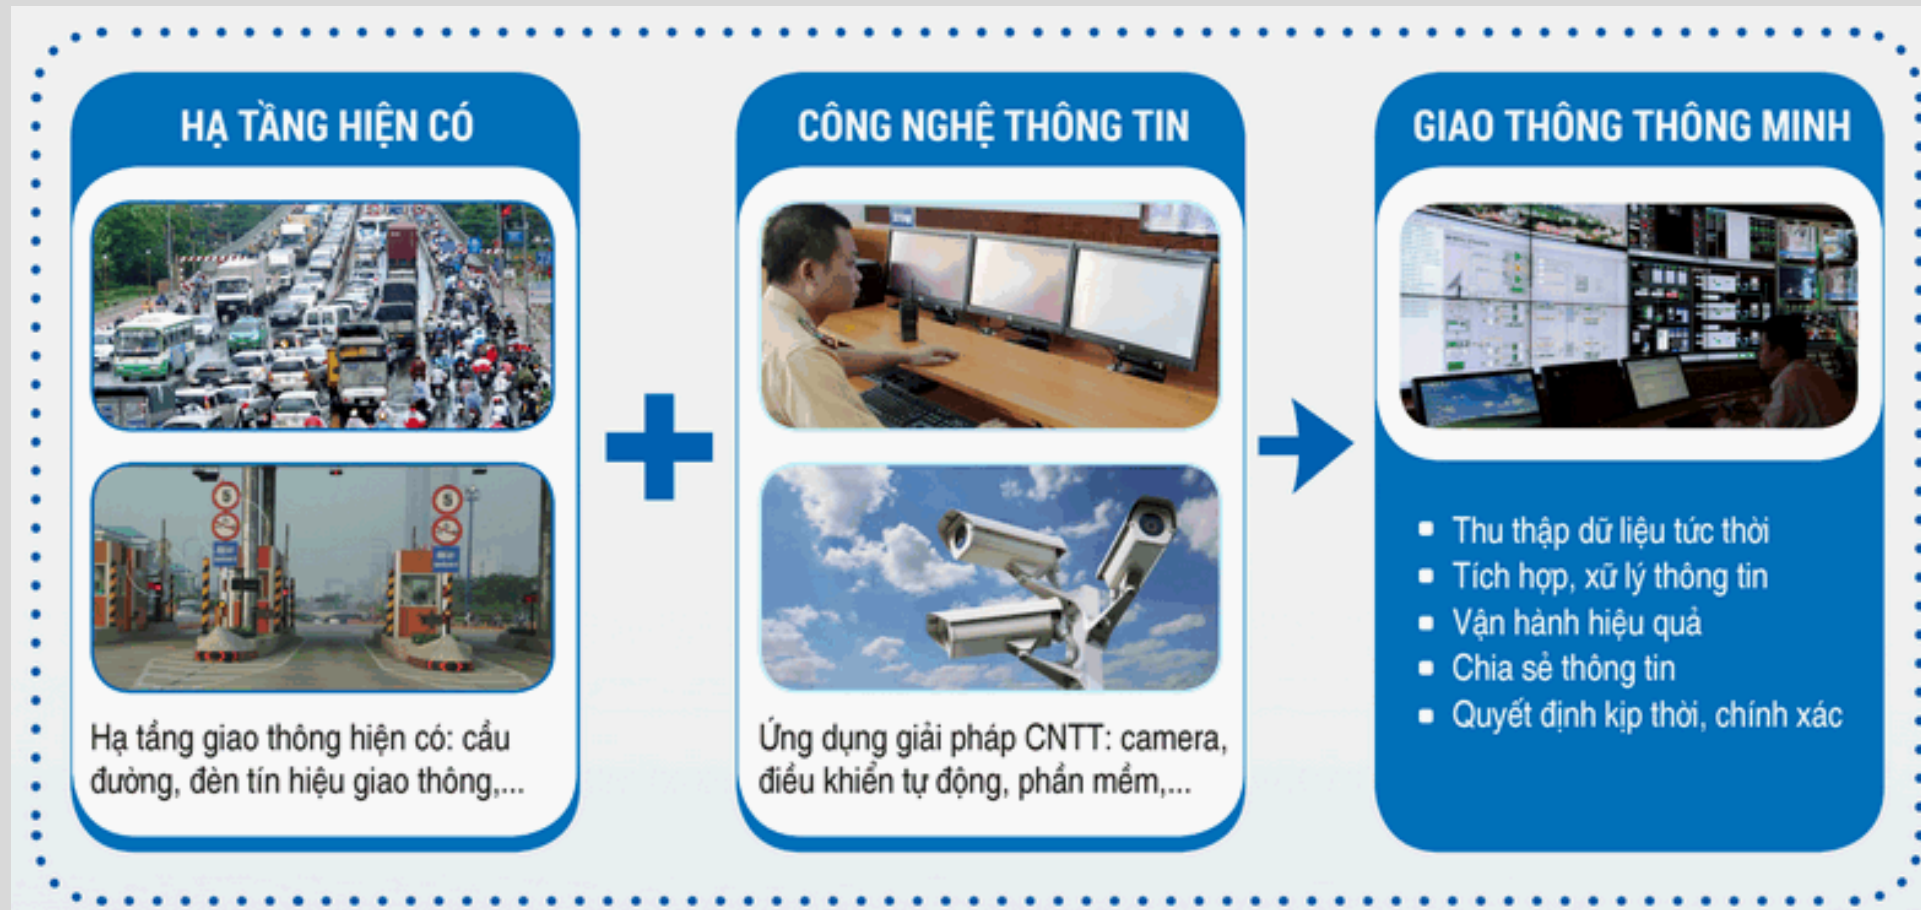 HẠ TẦNG HIỆN CÓ
Hạ tầng giao thông hiện có: cầu
đường, đèn tín hiệu giao thông,...
CÔNG NGHỆ THÔNG TIN
Ứng dụng giải pháp CNTT: camera,
điều khiển tự động, phần mềm,...
GIAO THÔNG THÔNG MINH
Thu thập dữ liệu tức thời
Tích hợp, xữ lý thông tin
Vận hành hiệu quả
Chia sẻ thông tin
Quyết định kịp thời, chính xác
5
5